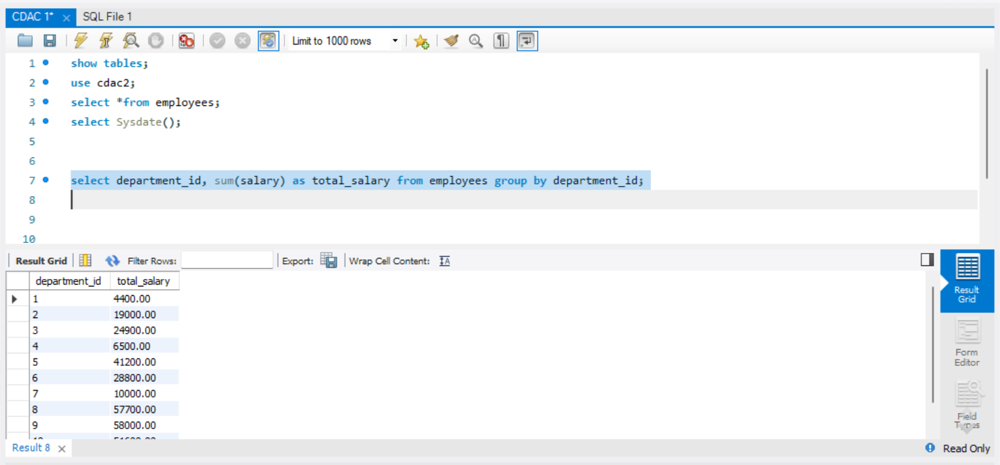 CDAC 1* × SQL File 1
Limit to 1000 rows
1 show tables;
2 use cdac2;
3 select *from employees;
4 select Sysdate();
5
6
7 select department_id, sum(salary) as total_salary from employees group by department_id;
8
9
10
Result Grid Filter Rows: Export: Wrap Cell Content:
department_id total_salary
1 4400.00
2 19000.00
3 24900.00
4 6500.00
5 41200.00
6 28800.00
7 10000.00
8 57700.00
9 58000.00
Result
Grid
Form
Editor
Field
Types
Result 8 × Read Only